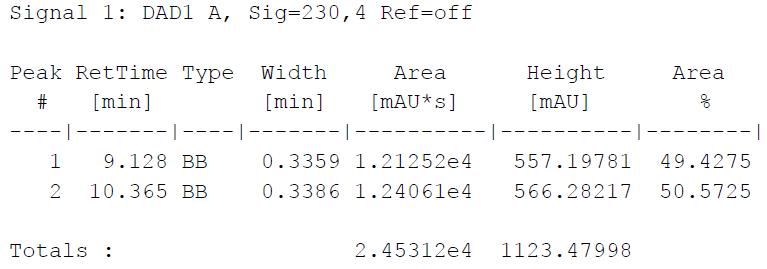 Signal 1: DAD1 A, Sig=230,4 Ref=off
Peak RetTime Type  Width     Area      Height     Area
  #   [min]        [min]   [mAU*s]     [mAU]        %
----|-------|----|-------|----------|----------|--------|
   1   9.128 BB    0.3359 1.21252e4   557.19781  49.4275
   2  10.365 BB    0.3386 1.24061e4   566.28217  50.5725
Totals :                  2.45312e4  1123.47998